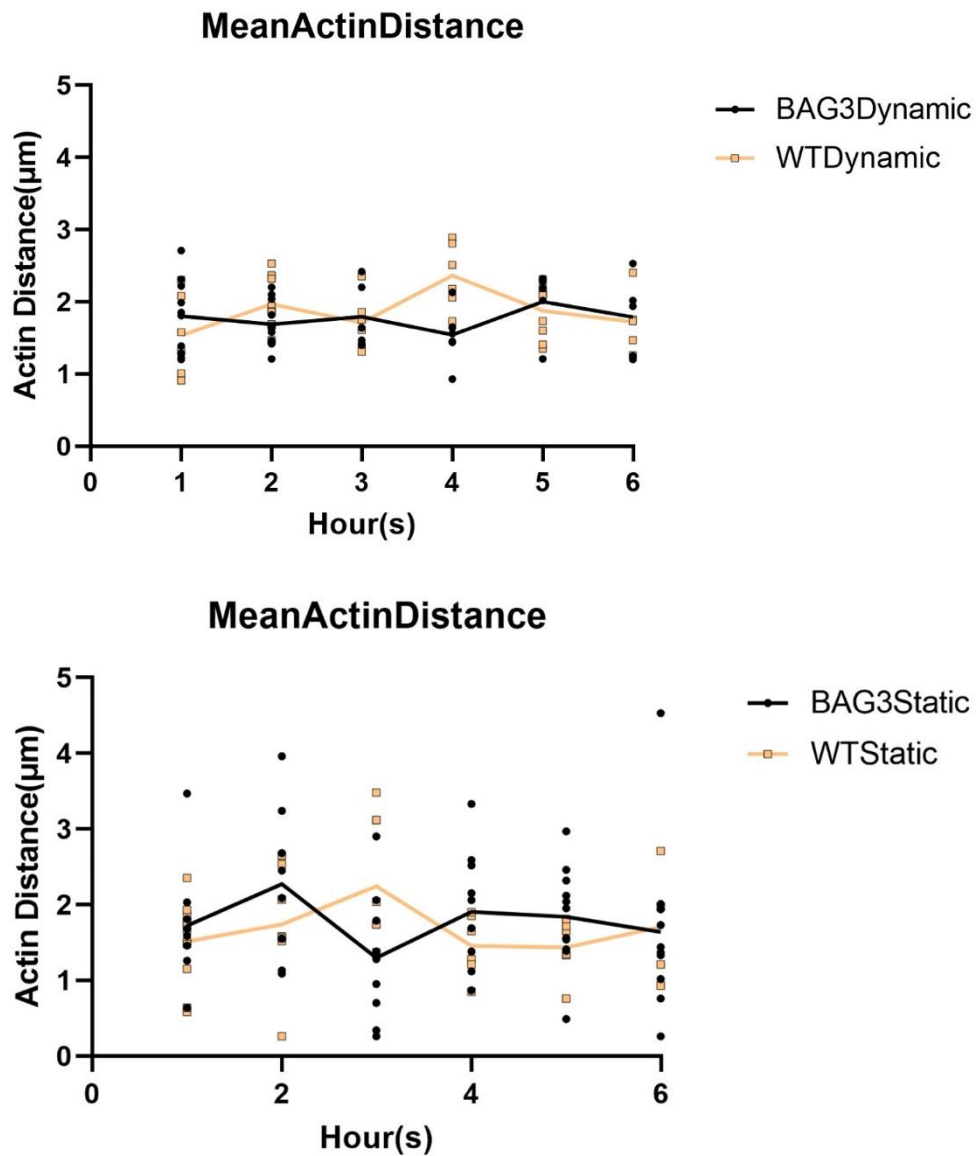 MeanActinDistance
5
4
3
2
1
0
Actin Distance(µm)
0 1 2 3 4 5 6
Hour(s)
BAG3Dynamic
WTDynamic
MeanActinDistance
5
4
3
2
1
0
Actin Distance(µm)
0 2 4 6
Hour(s)
BAG3Static
WTStatic